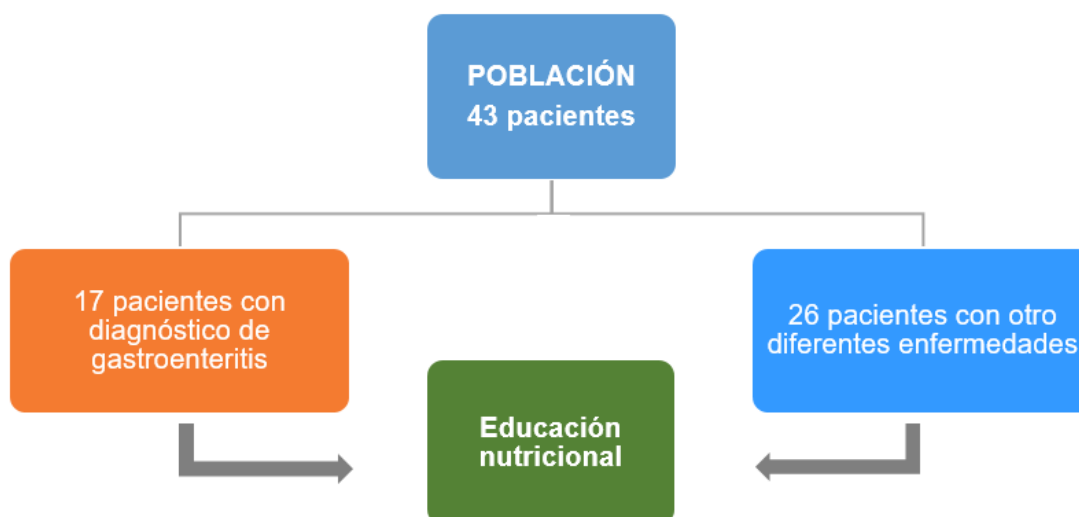 POBLACIÓN
43 pacientes
17 pacientes con
diagnóstico de
gastroenteritis
26 pacientes con otro
diferentes enfermedades
Educación
nutricional